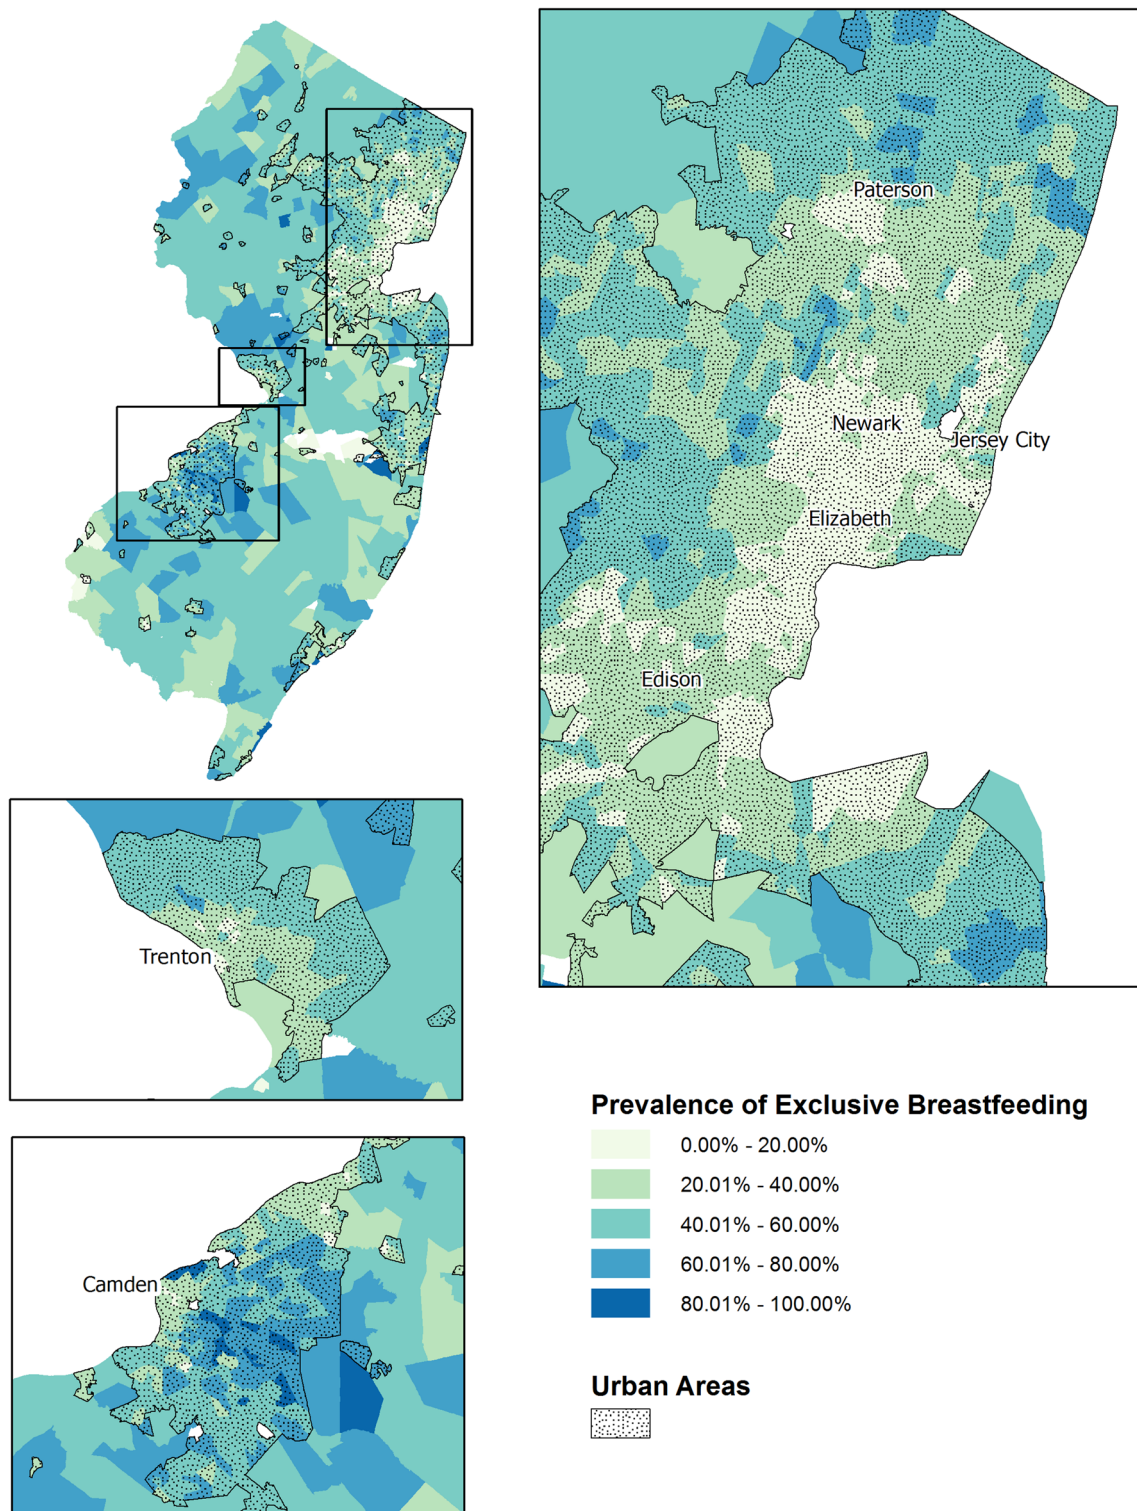 Paterson
Newark
Jersey City
Elizabeth
Edison
Trenton
Camden
Prevalence of Exclusive Breastfeeding
0.00% - 20.00%
20.01% - 40.00%
40.01% - 60.00%
60.01% - 80.00%
80.01% - 100.00%
Urban Areas